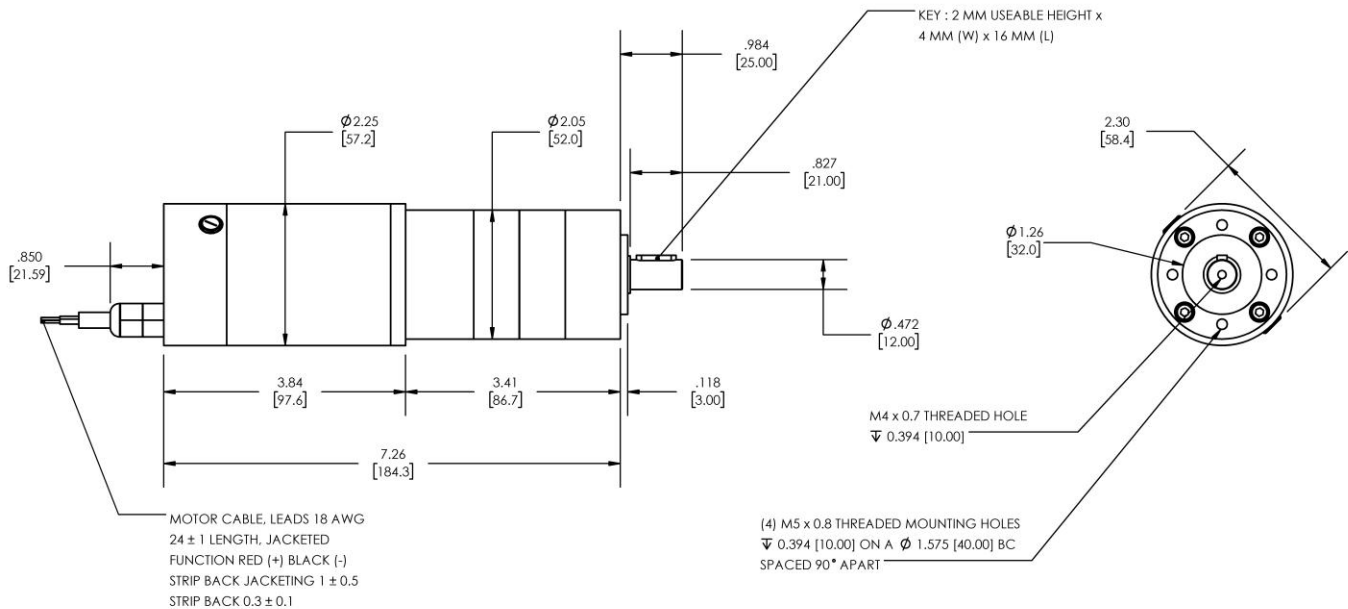 KEY : 2 MM USEABLE HEIGHT x
4 MM (W) x 16 MM (L)
.984
[25.00]
Ø2.25
[57.2]
Ø2.05
[52.0]
.827
[21.00]
2.30
[58.4]
Ø1.26
[32.0]
.850
[21.59]
Ø.472
[12.00]
3.84
[97.6]
3.41
[86.7]
.118
[3.00]
7.26
[184.3]
M4 x 0.7 THREADED HOLE
↧ 0.394 [10.00]
MOTOR CABLE, LEADS 18 AWG
24 ± 1 LENGTH, JACKETED
FUNCTION RED (+) BLACK (-)
STRIP BACK JACKETING 1 ± 0.5
STRIP BACK 0.3 ± 0.1
(4) M5 x 0.8 THREADED MOUNTING HOLES
↧ 0.394 [10.00] ON A Ø 1.575 [40.00] BC
SPACED 90° APART